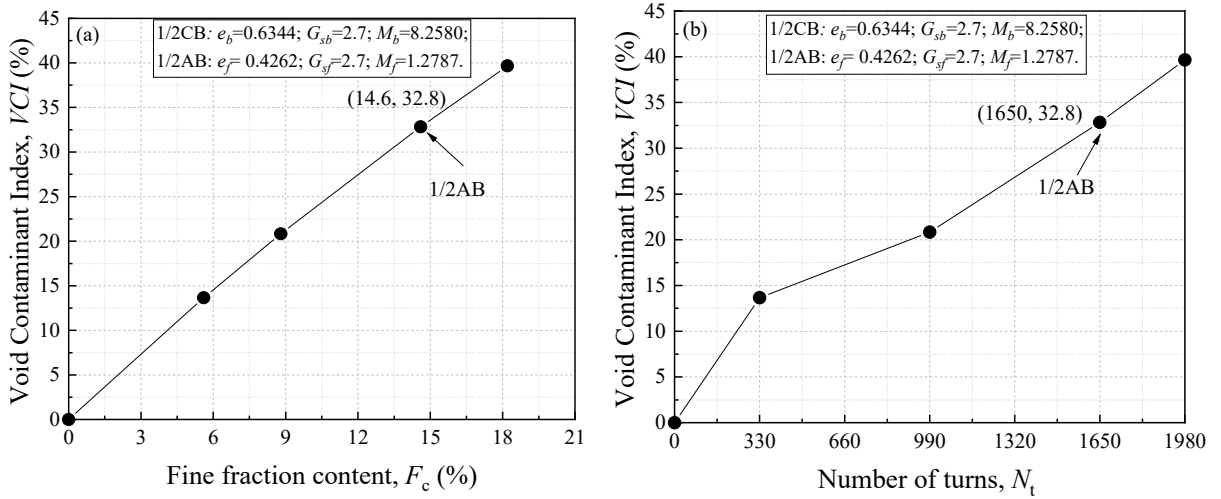 (a)
1/2CB: e_b=0.6344; G_sb=2.7; M_b=8.2580;
1/2AB: e_f= 0.4262; G_sf=2.7; M_f=1.2787.
(14.6, 32.8)
1/2AB
45
40
35
30
25
20
15
10
5
0
Void Contaminant Index, VCI (%)
0 3 6 9 12 15 18 21
Fine fraction content, F_c (%)
(b)
1/2CB: e_b=0.6344; G_sb=2.7; M_b=8.2580;
1/2AB: e_f= 0.4262; G_sf=2.7; M_f=1.2787.
(1650, 32.8)
1/2AB
45
40
35
30
25
20
15
10
5
0
Void Contaminant Index, VCI (%)
0 330 660 990 1320 1650 1980
Number of turns, N_t